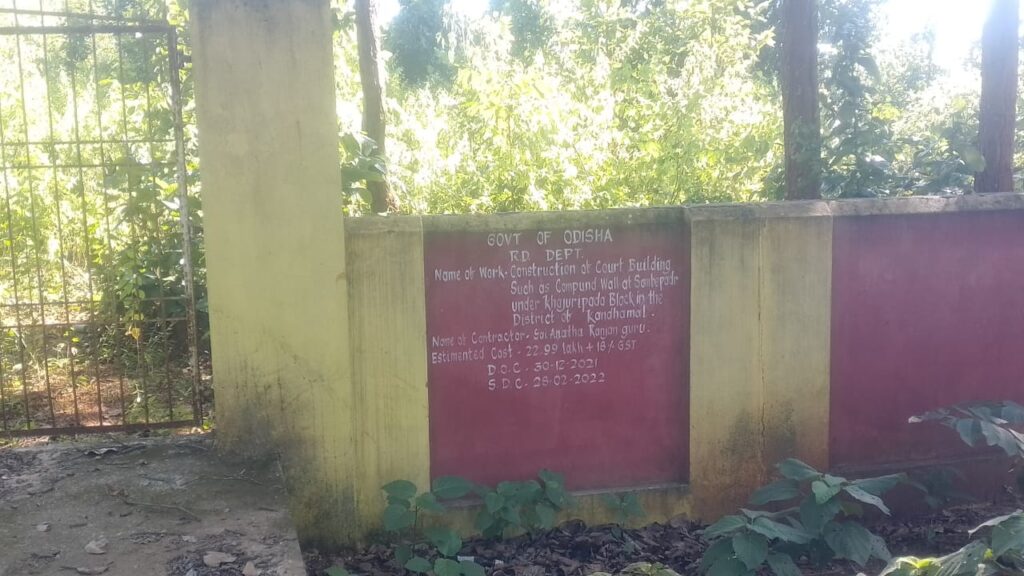 GOVT OF ODISHA
R.D. DEPT.
Name of Work- Construction of Court Building
Such as Compund Wall at Sankepadr
under Khajuripada Block in the
District of Kandhamal.
Name of Contractor- Sri Anatha Ranjan guru.
Estimented Cost - 22.99 lakh + 18% GST
D.O.C - 30-12-2021
S.D.C - 28-02-2022